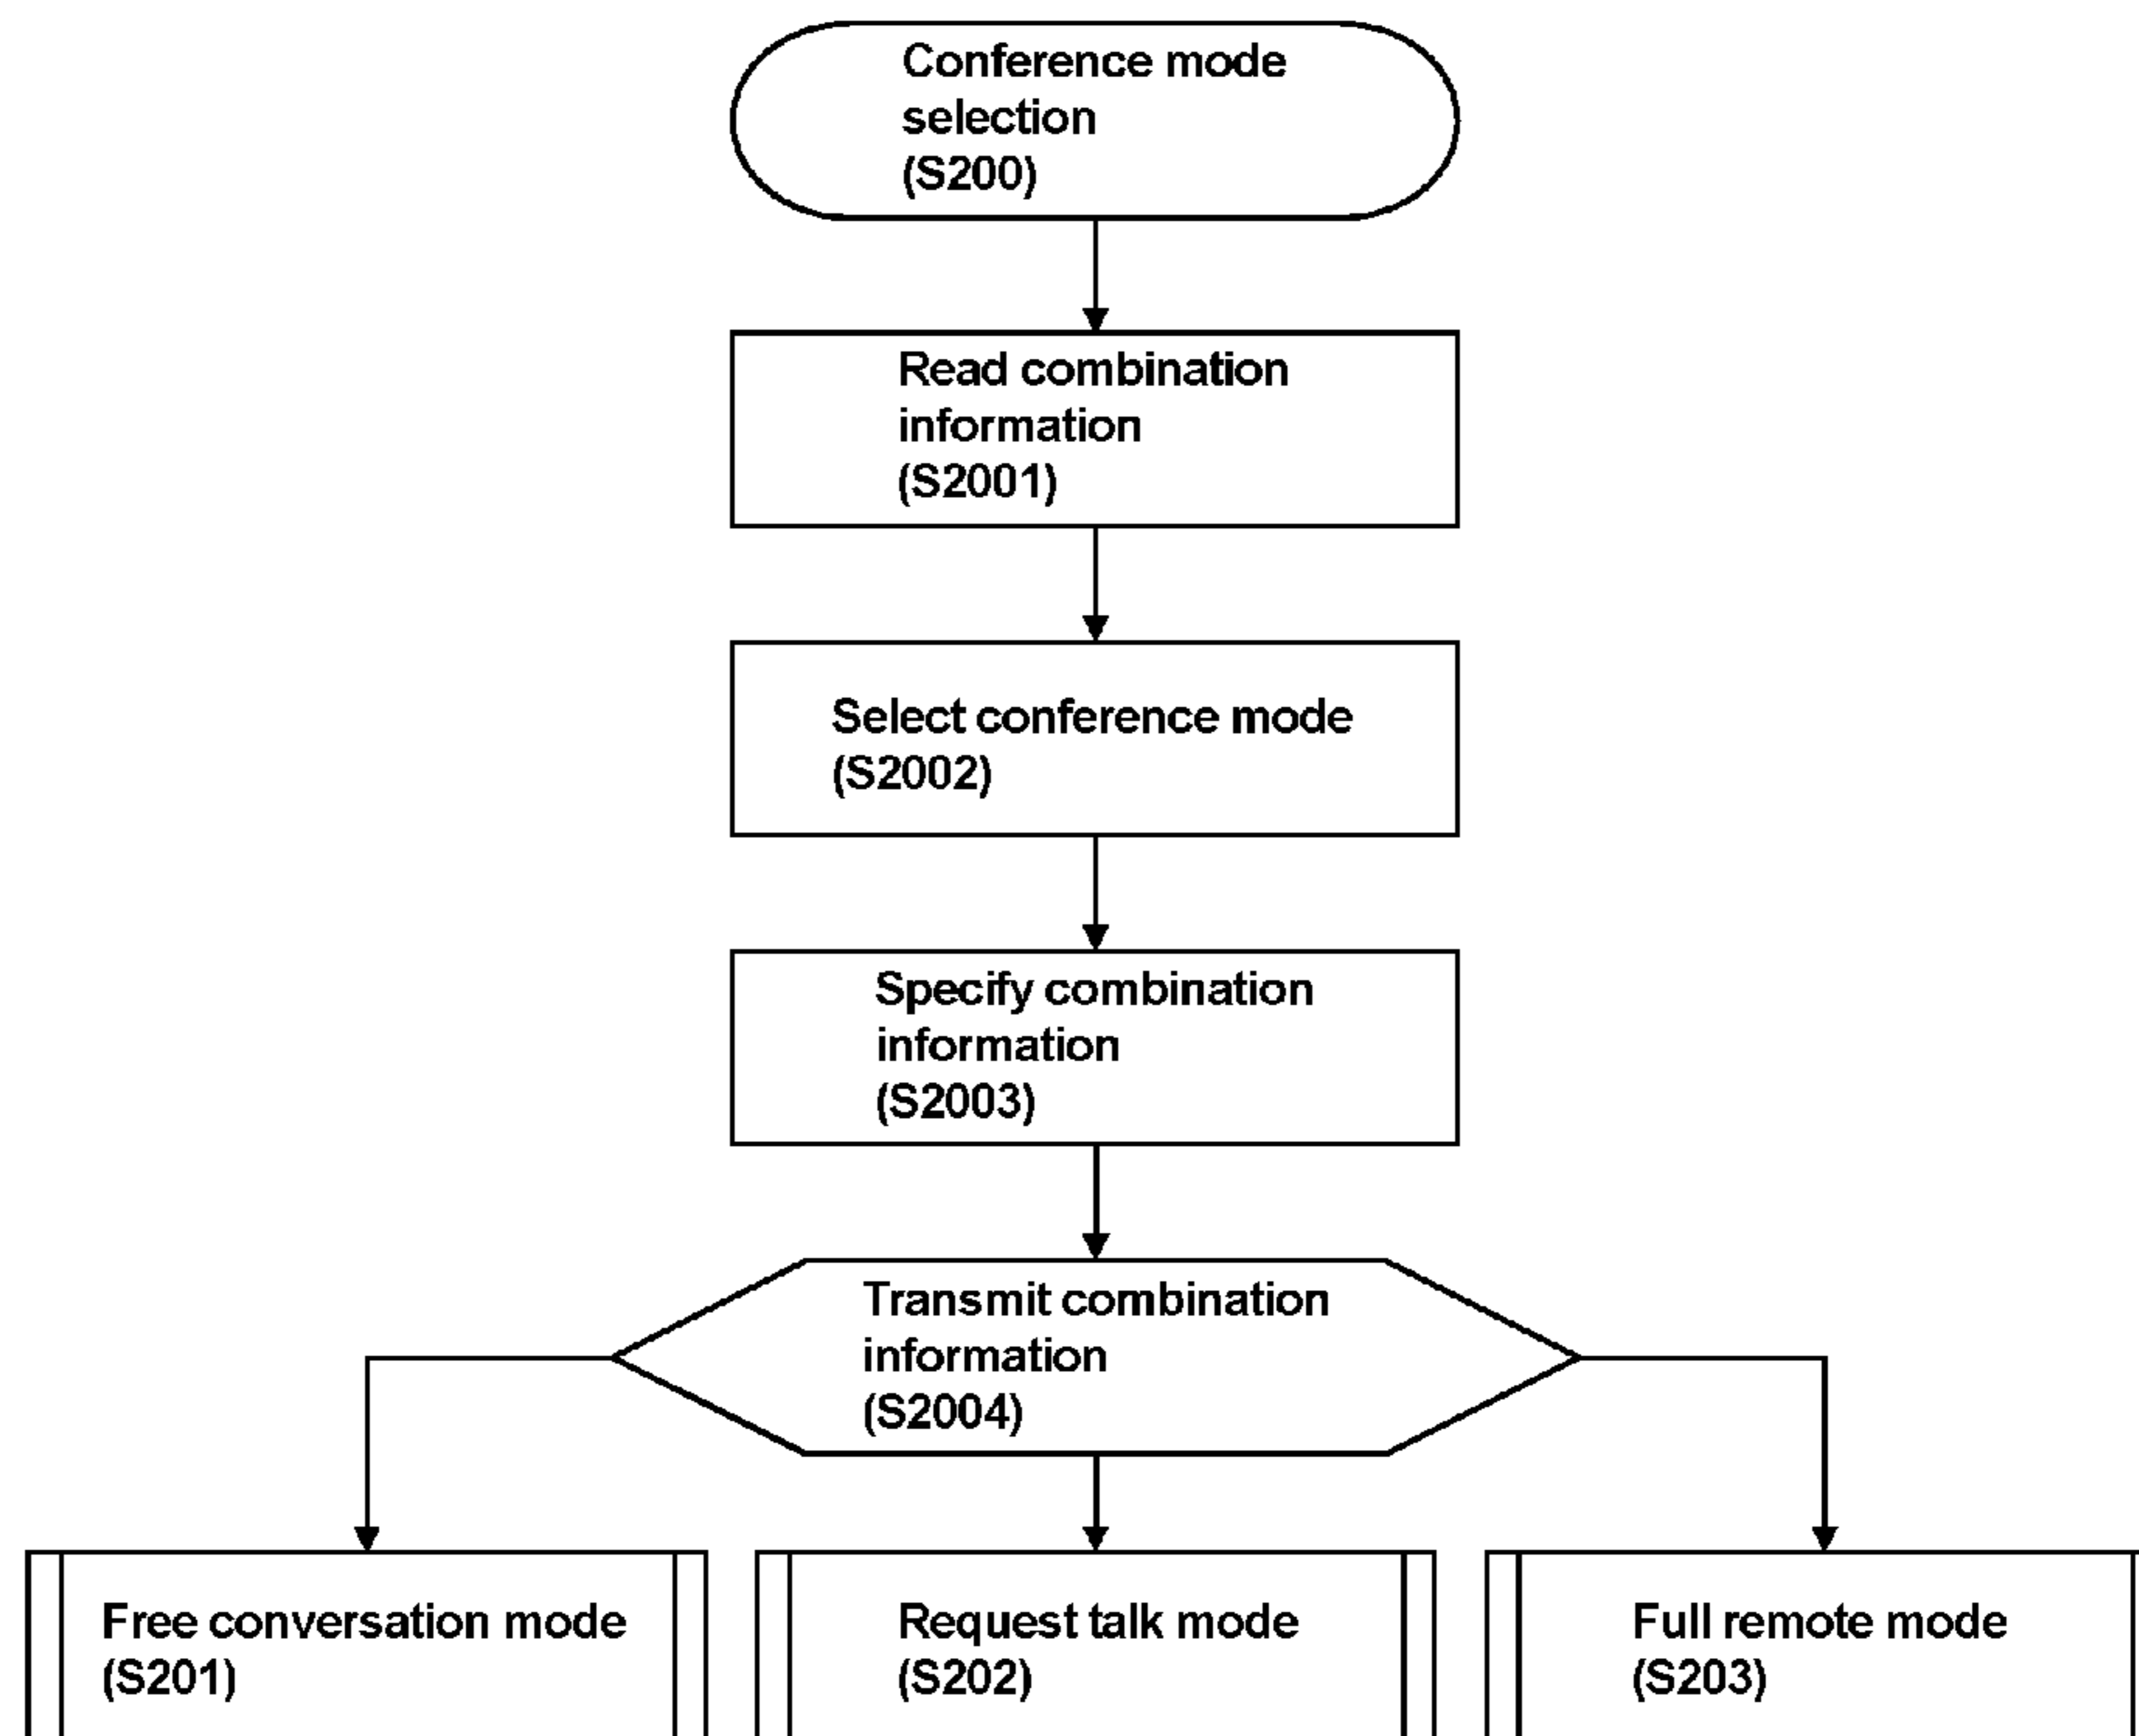 Conference mode
selection
(S200)
Read combination
information
(S2001)
Select conference mode
(S2002)
Specify combination
information
(S2003)
Transmit combination
information
(S2004)
Free conversation mode
(S201)
Request talk mode
(S202)
Full remote mode
(S203)